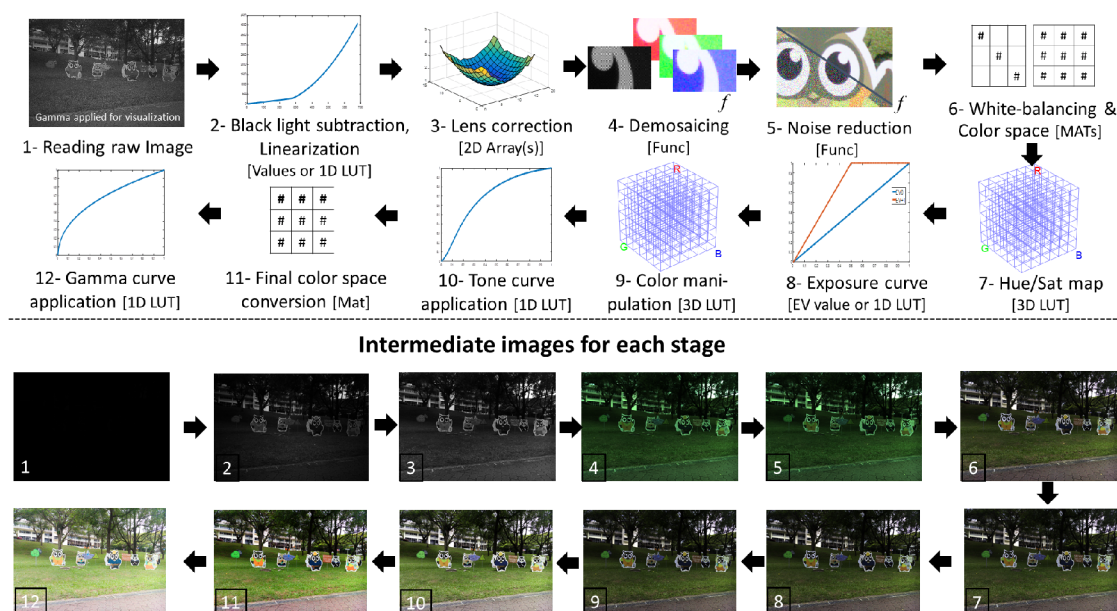 Gamma applied for visualization
1- Reading raw Image
2- Black light subtraction,
Linearization
[Values or 1D LUT]
3- Lens correction
[2D Array(s)]
f
4- Demosaicing
[Func]
f
5- Noise reduction
[Func]
#
#
#
# # #
# # #
# # #
6- White-balancing &
Color space [MATs]
R
G
B
7- Hue/Sat map
[3D LUT]
8- Exposure curve
[EV value or 1D LUT]
R
G
B
9- Color mani-
pulation [3D LUT]
10- Tone curve
application [1D LUT]
# # #
# # #
# # #
11- Final color space
conversion [Mat]
12- Gamma curve
application [1D LUT]
Intermediate images for each stage
1
2
3
4
5
6
7
8
9
10
11
12